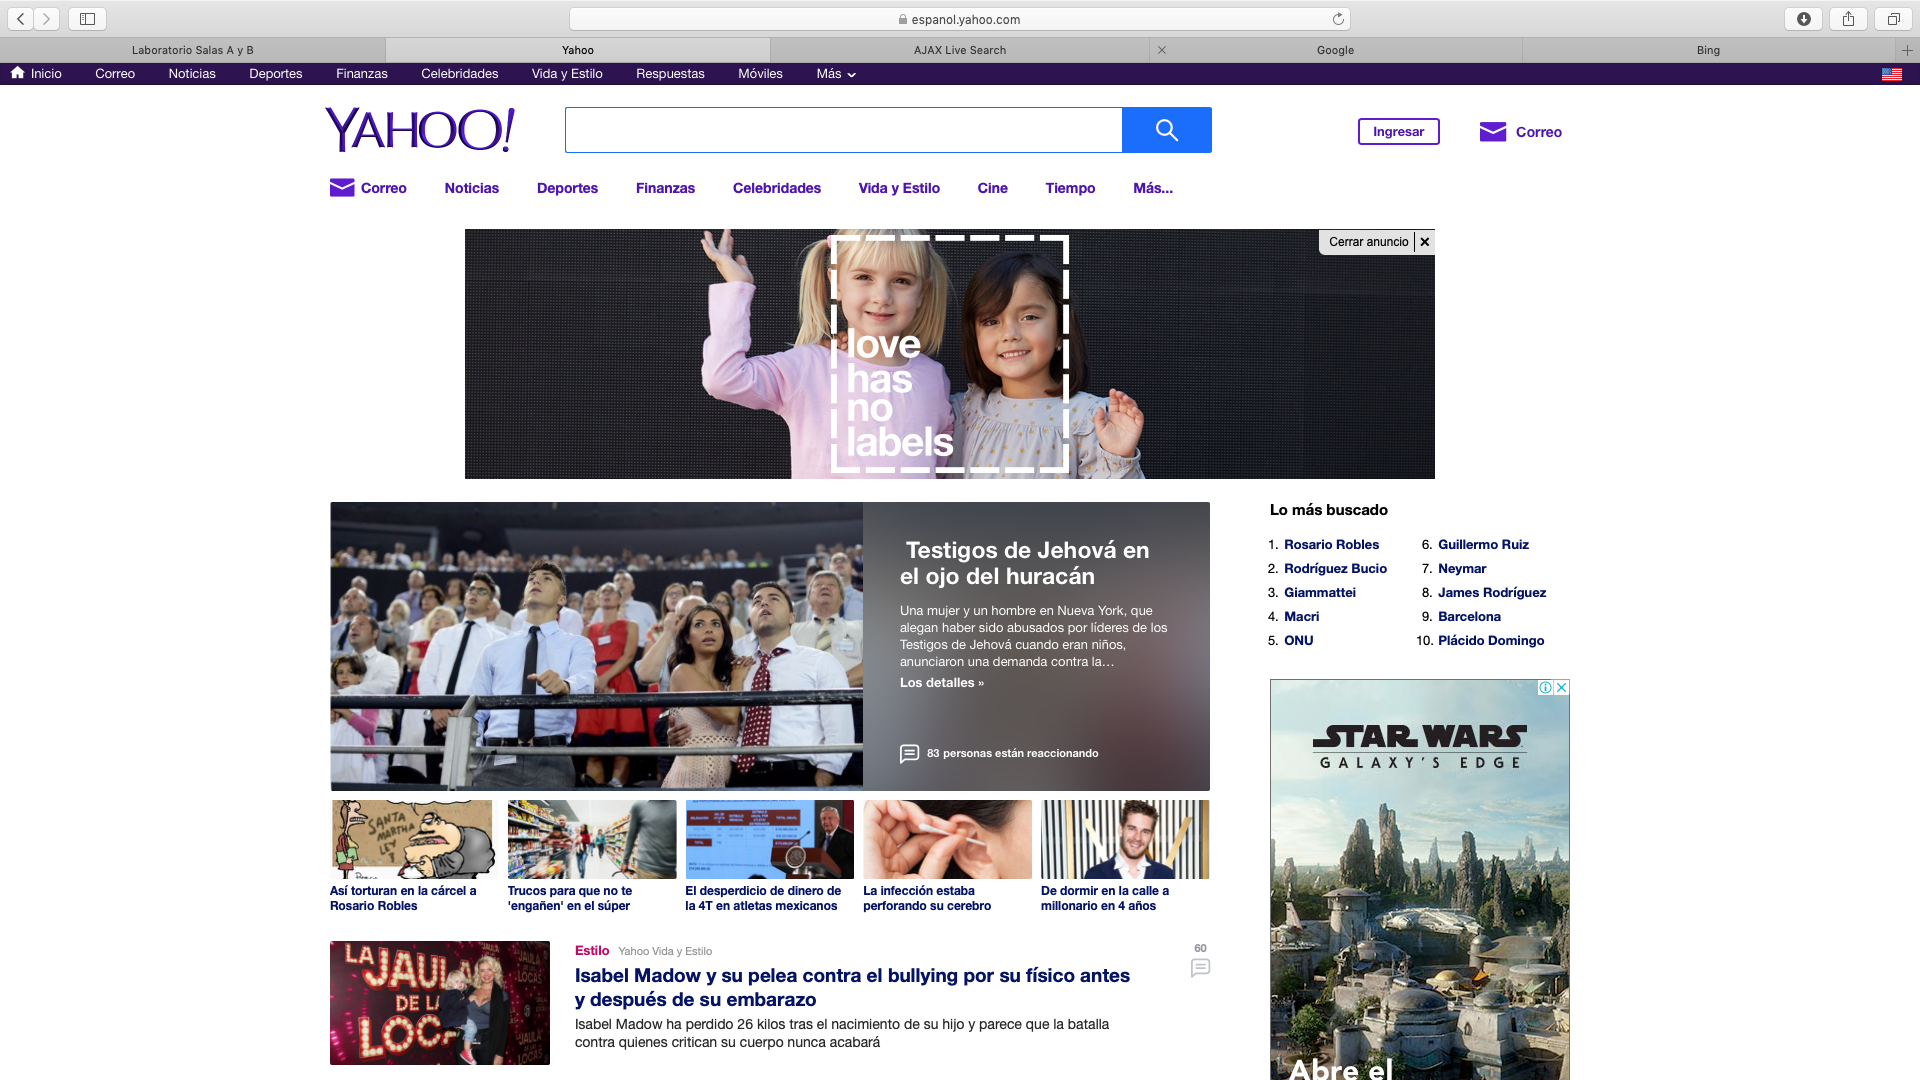 espanol.yahoo.com
Laboratorio Salas A y B
Yahoo
AJAX Live Search
Google
Bing
Inicio Correo Noticias Deportes Finanzas Celebridades Vida y Estilo Respuestas Móviles Más
YAHOO!
Ingresar
Correo
Correo Noticias Deportes Finanzas Celebridades Vida y Estilo Cine Tiempo Más...
Cerrar anuncio
love
has
no
labels
Testigos de Jehová en
el ojo del huracán
Una mujer y un hombre en Nueva York, que
alegan haber sido abusados por líderes de los
Testigos de Jehová cuando eran niños,
anunciaron una demanda contra la…
Los detalles »
83 personas están reaccionando
Lo más buscado
1. Rosario Robles
2. Rodríguez Bucio
3. Giammattei
4. Macri
5. ONU
6. Guillermo Ruiz
7. Neymar
8. James Rodríguez
9. Barcelona
10. Plácido Domingo
SANTA
MARTHA
Así torturan en la cárcel a
Rosario Robles
Trucos para que no te
'engañen' en el súper
El desperdicio de dinero de
la 4T en atletas mexicanos
La infección estaba
perforando su cerebro
De dormir en la calle a
millonario en 4 años
LA
JAULA
DE LA
LOCA
Estilo Yahoo Vida y Estilo
60
Isabel Madow y su pelea contra el bullying por su físico antes
y después de su embarazo
Isabel Madow ha perdido 26 kilos tras el nacimiento de su hijo y parece que la batalla
contra quienes critican su cuerpo nunca acabará
STAR WARS
GALAXY'S EDGE
Abre el